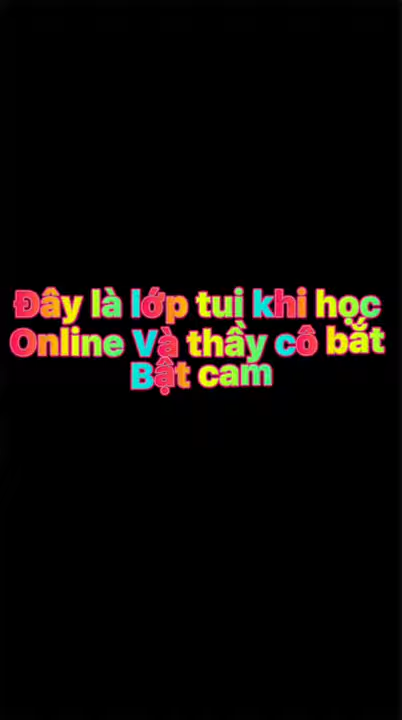 Đây là lớp tui khi học
Online Và thầy cô bắt
Bật cam